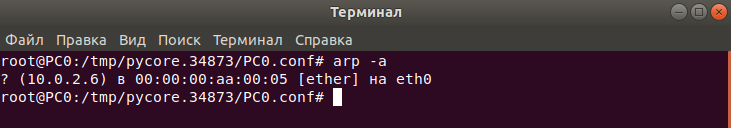 Терминал
Файл Правка Вид Поиск Терминал Справка
root@PC0:/tmp/pycore.34873/PC0.conf# arp -a
? (10.0.2.6) в 00:00:00:aa:00:05 [ether] на eth0
root@PC0:/tmp/pycore.34873/PC0.conf#